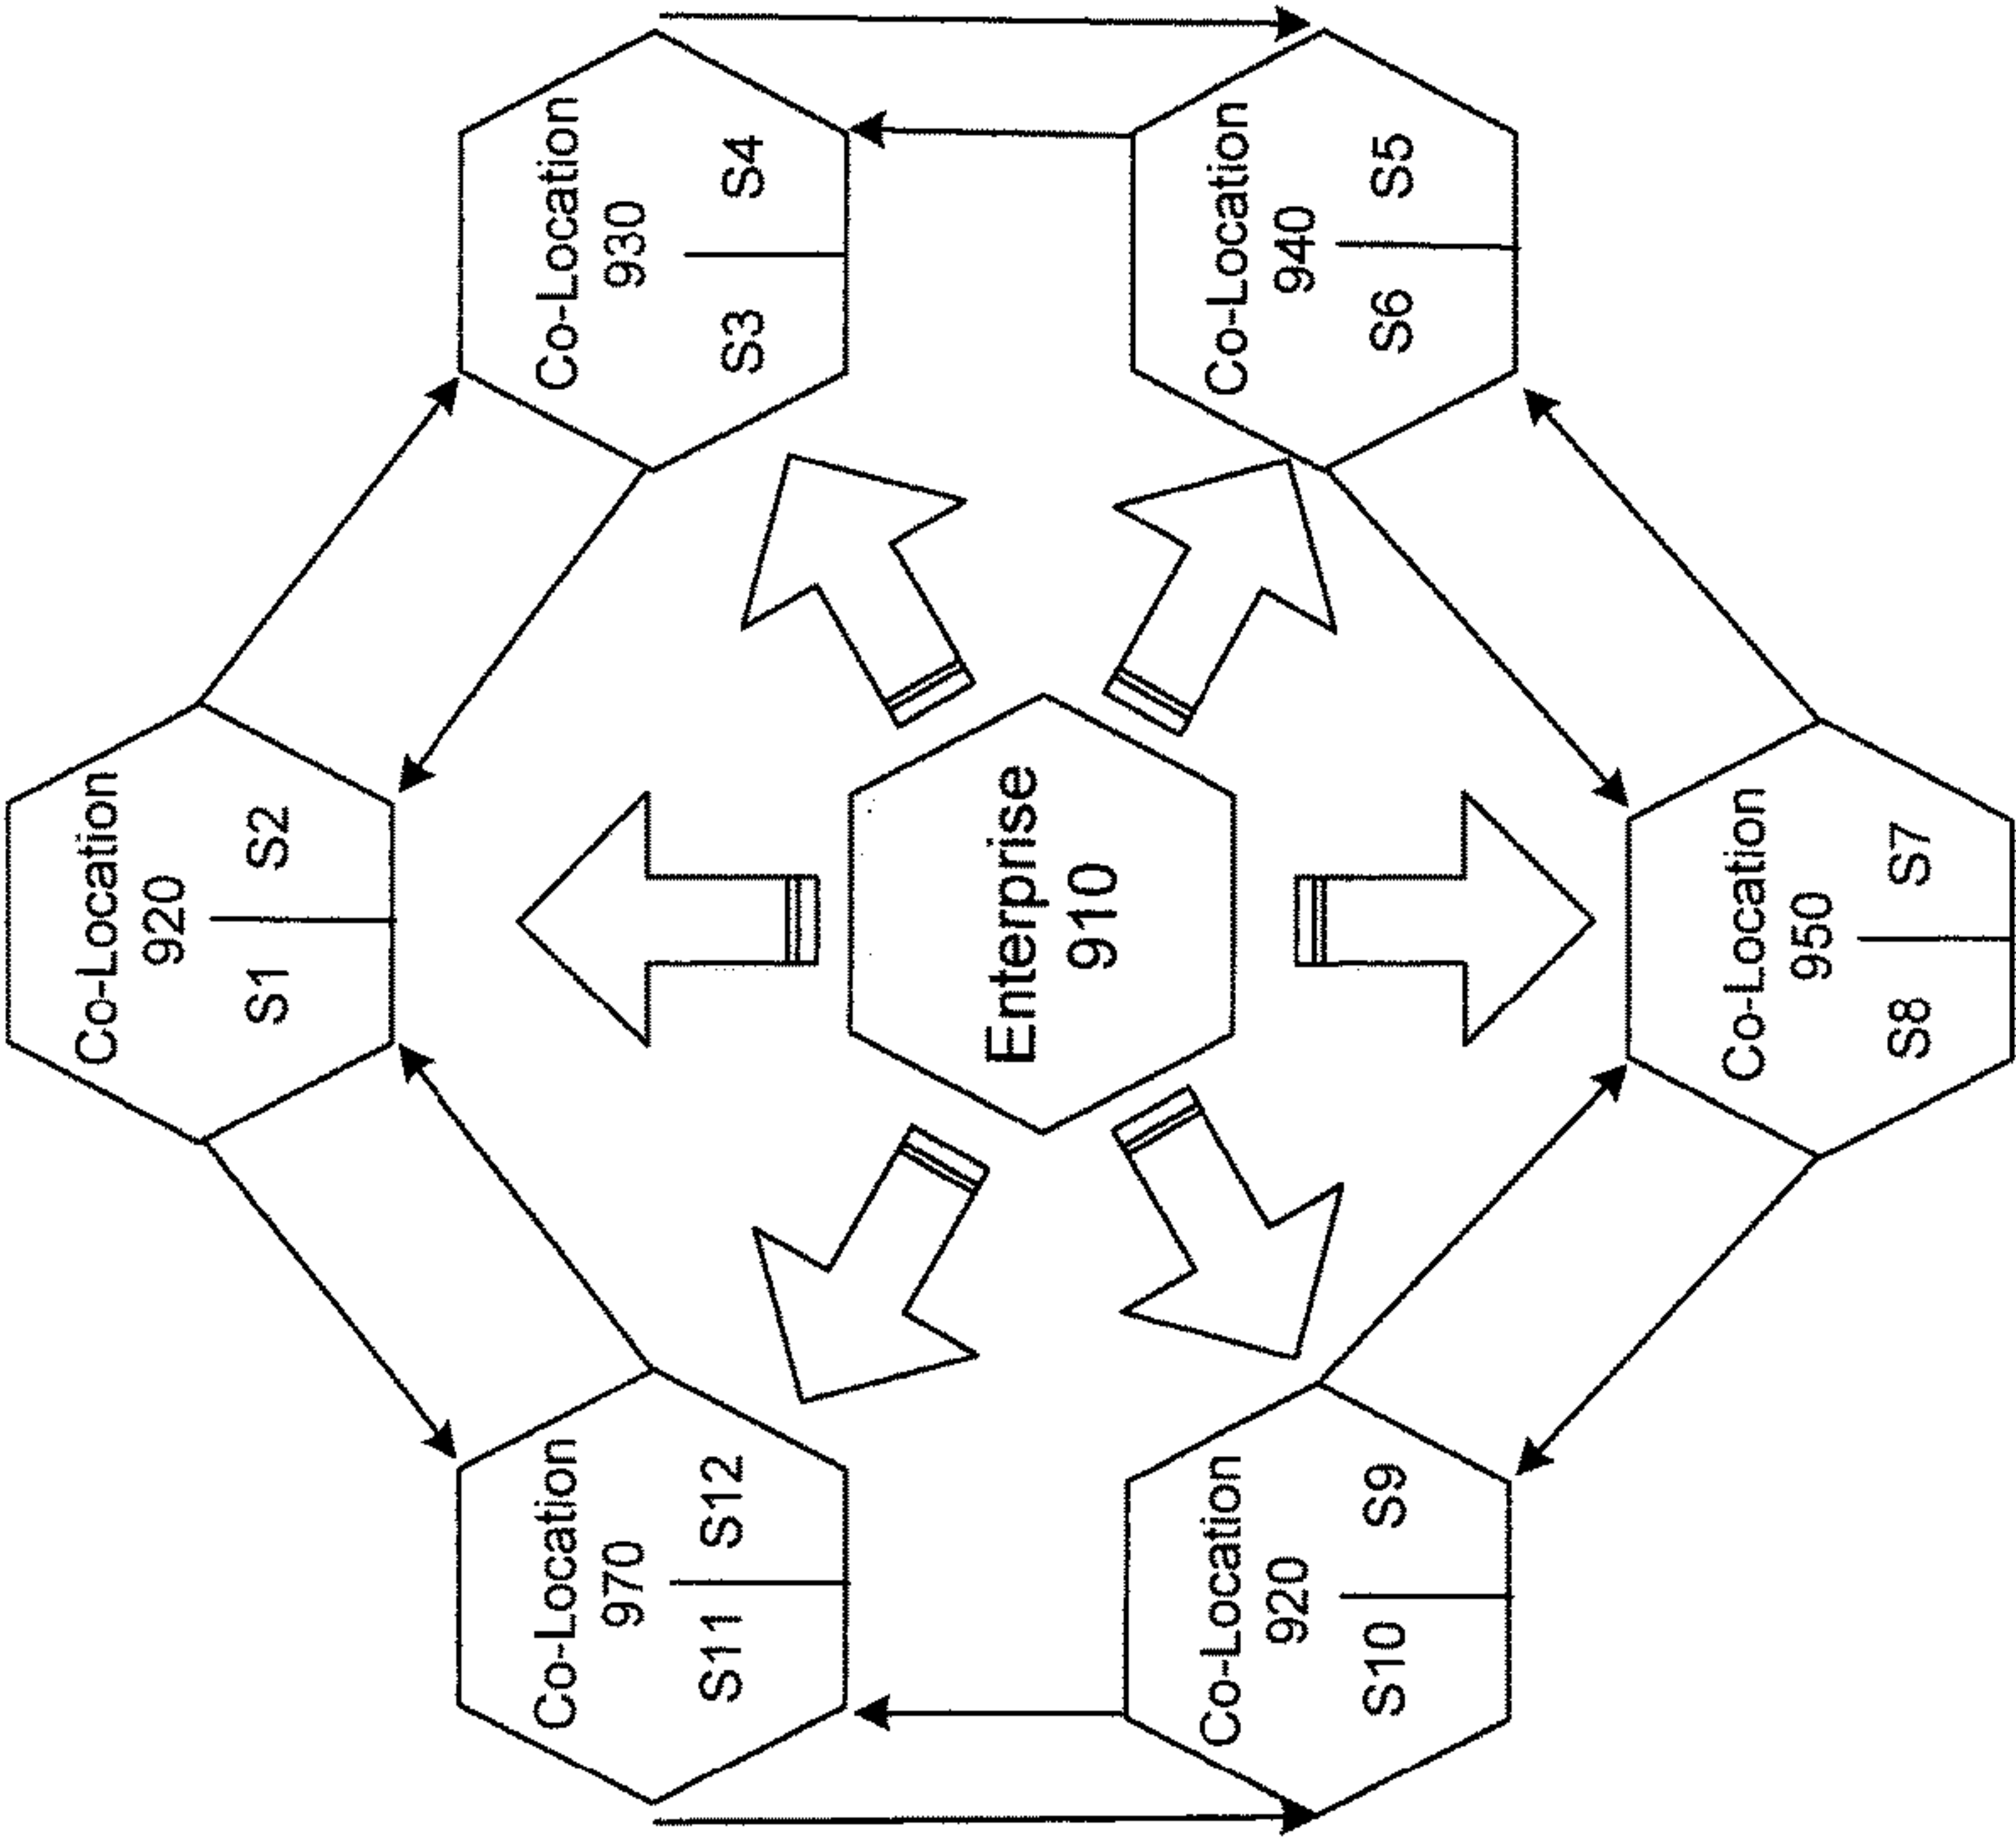 Co-Location
920
S1 S2
Co-Location
930
S3 S4
Co-Location
940
S6 S5
Co-Location
950
S8 S7
Co-Location
920
S10 S9
Co-Location
970
S11 S12
Enterprise
910